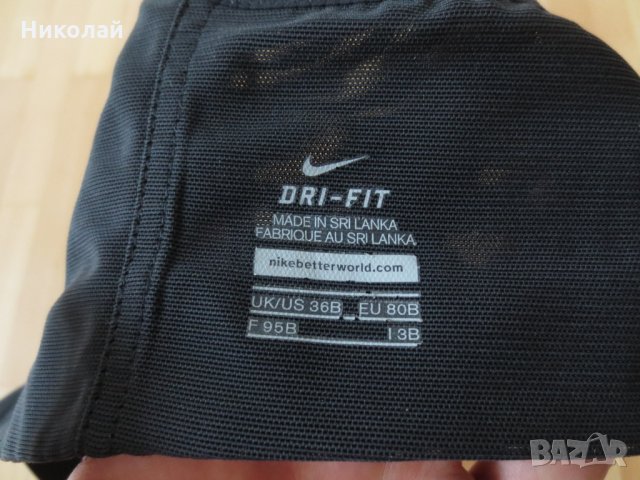 Николай
DRI-FIT
MADE IN SRI LANKA
FABRIQUE AU SRI LANKA
nikebetterworld.com
UK/US 36B EU 80B
F 95B I 3B
BAZAR